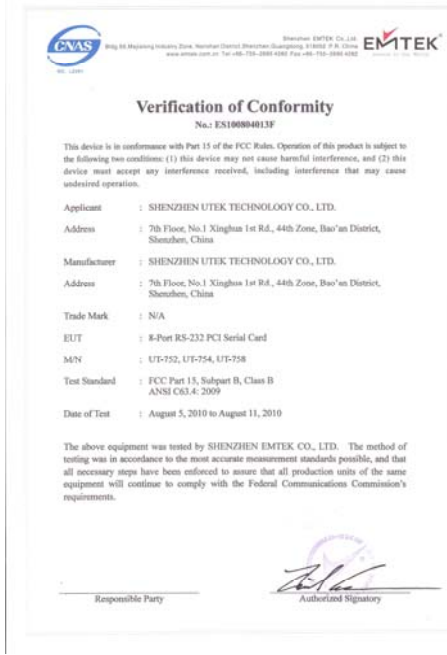 CNAS
Shenzhen EMTEK Co.,Ltd.
EMTEK
Verification of Conformity
No.: ES100804013F
This device is in conformance with Part 15 of the FCC Rules. Operation of this product is subject to
the following two conditions: (1) this device may not cause harmful interference, and (2) this
device must accept any interference received, including interference that may cause
undesired operation.
Applicant : SHENZHEN UTEK TECHNOLOGY CO., LTD.
Address : 7th Floor, No.1 Xinghua 1st Rd., 44th Zone, Bao'an District,
Shenzhen, China
Manufacturer : SHENZHEN UTEK TECHNOLOGY CO., LTD.
Address : 7th Floor, No.1 Xinghua 1st Rd., 44th Zone, Bao'an District,
Shenzhen, China
Trade Mark : N/A
EUT : 8-Port RS-232 PCI Serial Card
M/N : UT-752, UT-754, UT-758
Test Standard : FCC Part 15, Subpart B, Class B
ANSI C63.4: 2009
Date of Test : August 5, 2010 to August 11, 2010
The above equipment was tested by SHENZHEN EMTEK CO., LTD. The method of
testing was in accordance to the most accurate measurement standards possible, and that
all necessary steps have been enforced to assure that all production units of the same
equipment will continue to comply with the Federal Communications Commission's
requirements.
Responsible Party
Authorized Signatory